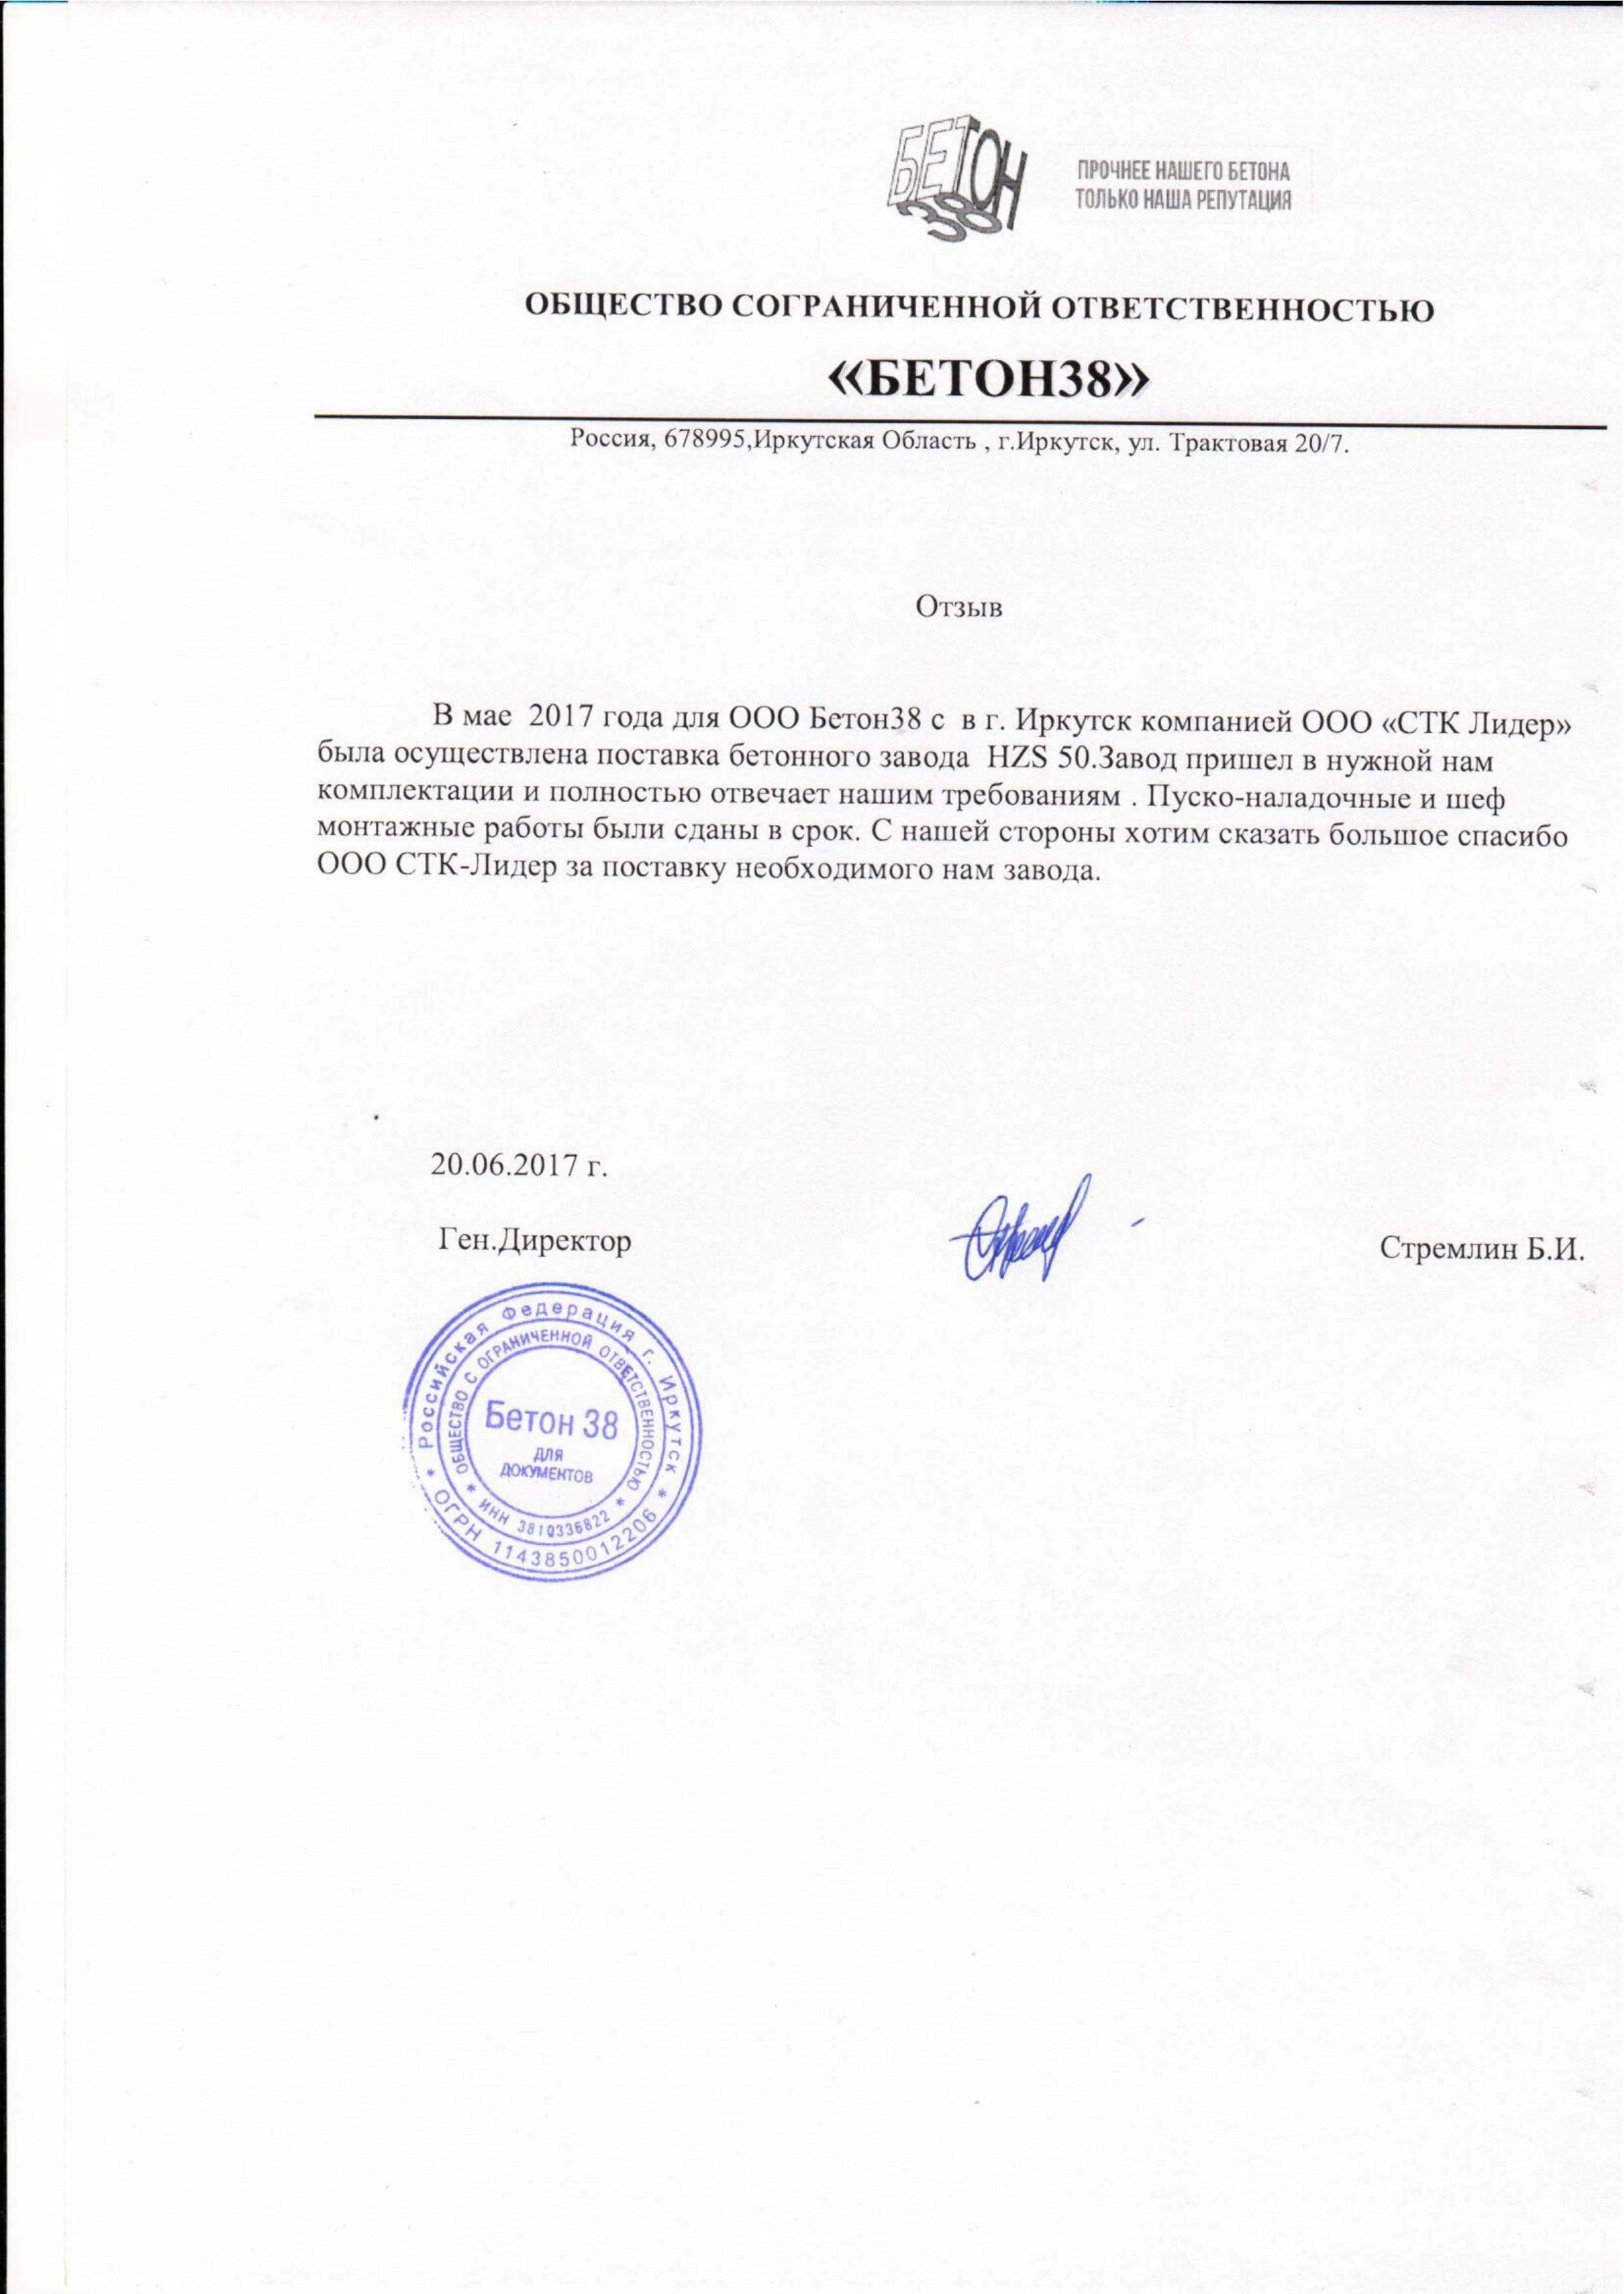 БЕТОН
38
ПРОЧНЕЕ НАШЕГО БЕТОНА
ТОЛЬКО НАША РЕПУТАЦИЯ
ОБЩЕСТВО СОГРАНИЧЕННОЙ ОТВЕТСТВЕННОСТЬЮ
«БЕТОН38»
Россия, 678995,Иркутская Область , г.Иркутск, ул. Трактовая 20/7.
Отзыв
В мае  2017 года для ООО Бетон38 с  в г. Иркутск компанией ООО «СТК Лидер»
была осуществлена поставка бетонного завода  HZS 50.Завод пришел в нужной нам
комплектации и полностью отвечает нашим требованиям . Пуско-наладочные и шеф
монтажные работы были сданы в срок. С нашей стороны хотим сказать большое спасибо
ООО СТК-Лидер за поставку необходимого нам завода.
20.06.2017 г.
Ген.Директор
Стремлин Б.И.
* Российская Федерация г. Иркутск *
ОГРН 1143850012206
* ОБЩЕСТВО С ОГРАНИЧЕННОЙ ОТВЕТСТВЕННОСТЬЮ *
ИНН 3810336822
Бетон 38
ДЛЯ
ДОКУМЕНТОВ